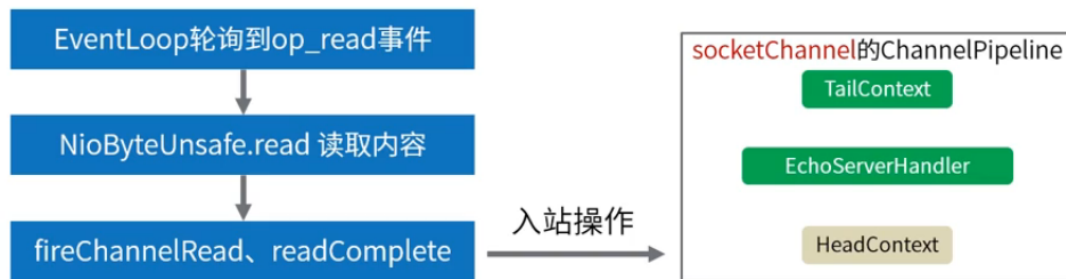 EventLoop轮询到op_read事件
NioByteUnsafe.read 读取内容
fireChannelRead、readComplete
入站操作
socketChannel的ChannelPipeline
TailContext
EchoServerHandler
HeadContext